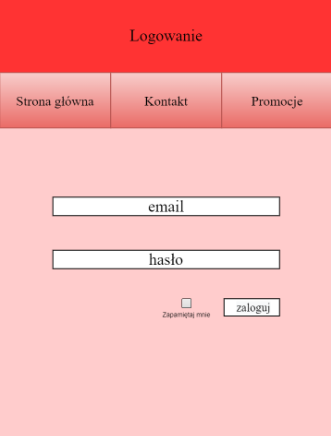 Logowanie
Strona główna
Kontakt
Promocje
email
hasło
Zapamiętaj mnie
zaloguj